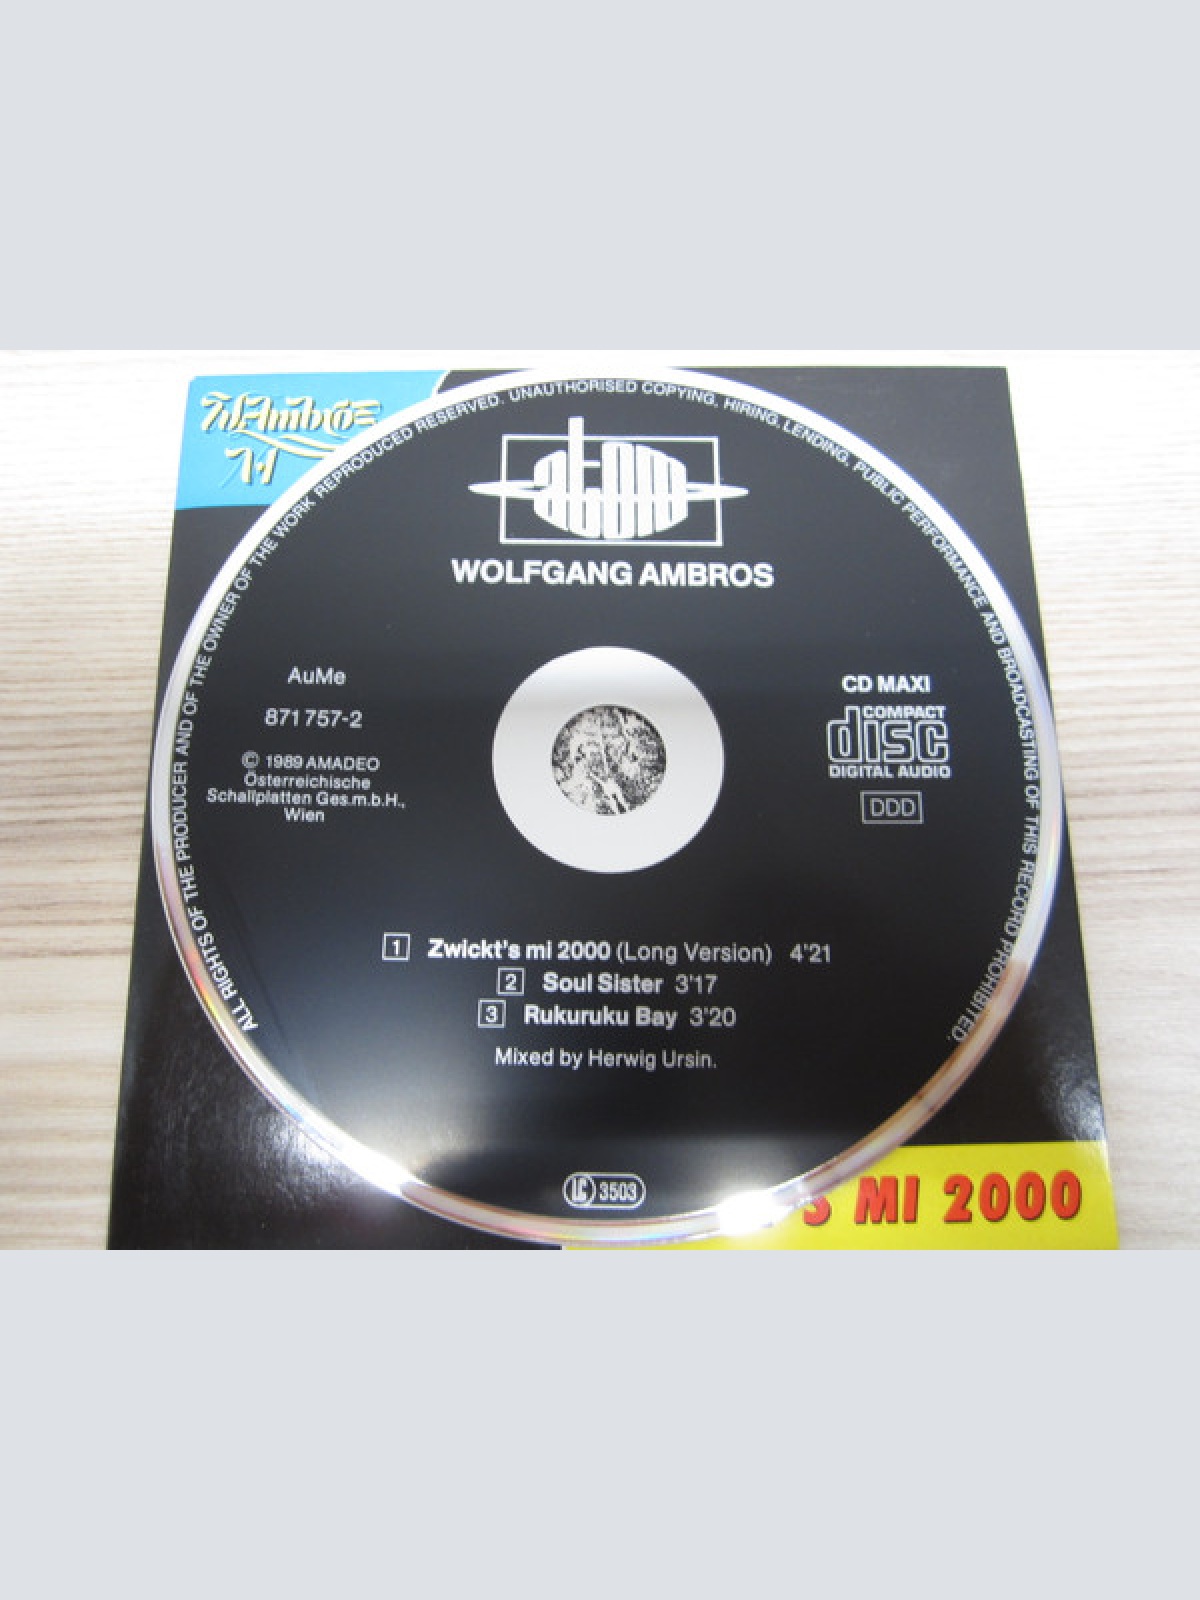 W. Ambros
ALL RIGHTS OF THE PRODUCER AND OF THE OWNER OF THE WORK REPRODUCED RESERVED. UNAUTHORISED COPYING, HIRING, LENDING, PUBLIC PERFORMANCE AND BROADCASTING OF THIS RECORD PROHIBITED.
atom
WOLFGANG AMBROS
AuMe
871 757-2
© 1989 AMADEO
Österreichische
Schallplatten Ges.m.b.H.,
Wien
CD MAXI
COMPACT
disc
DIGITAL AUDIO
DDD
1 Zwickt's mi 2000 (Long Version) 4'21
2 Soul Sister 3'17
3 Rukuruku Bay 3'20
Mixed by Herwig Ursin.
LC 3503
'S MI 2000